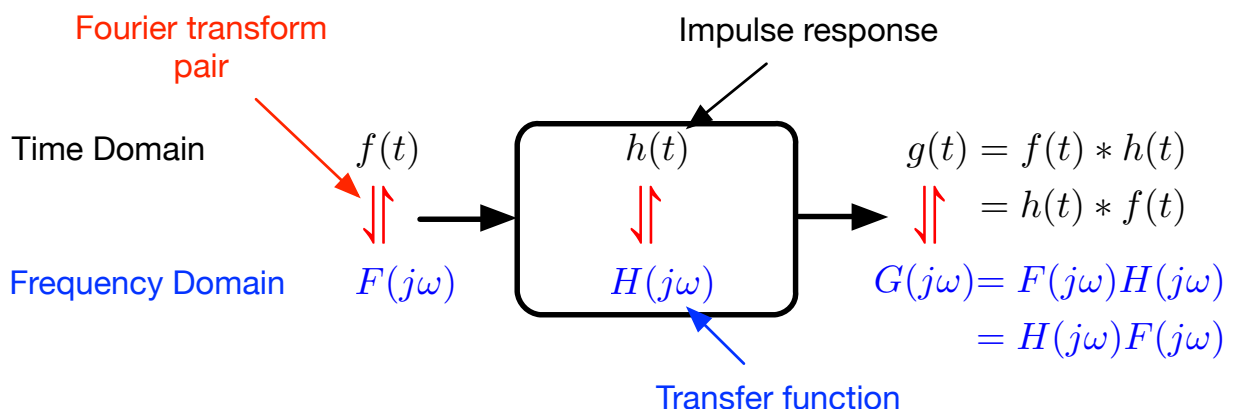 Fourier transform
pair
Impulse response
Time Domain f(t) h(t) g(t) = f(t) ∗ h(t)
= h(t) ∗ f(t)
Frequency Domain F(jω) H(jω) G(jω)= F(jω)H(jω)
= H(jω)F(jω)
Transfer function